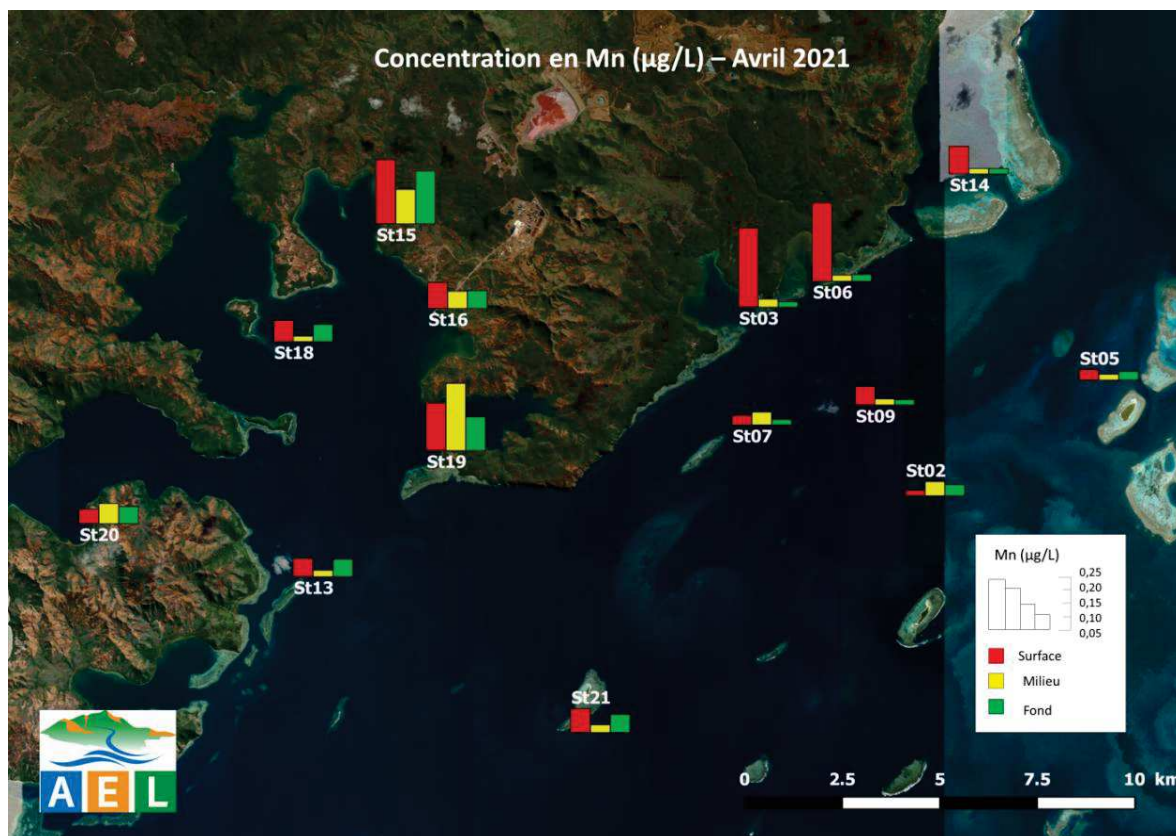 Concentration en Mn (µg/L) – Avril 2021
St14
St15
St06
St03
St16
St18
St05
St09
St07
St19
St02
St20
St13
St21
Mn (µg/L)
0,25
0,20
0,15
0,10
0,05
Surface
Milieu
Fond
0 2.5 5 7.5 10 km
A E L